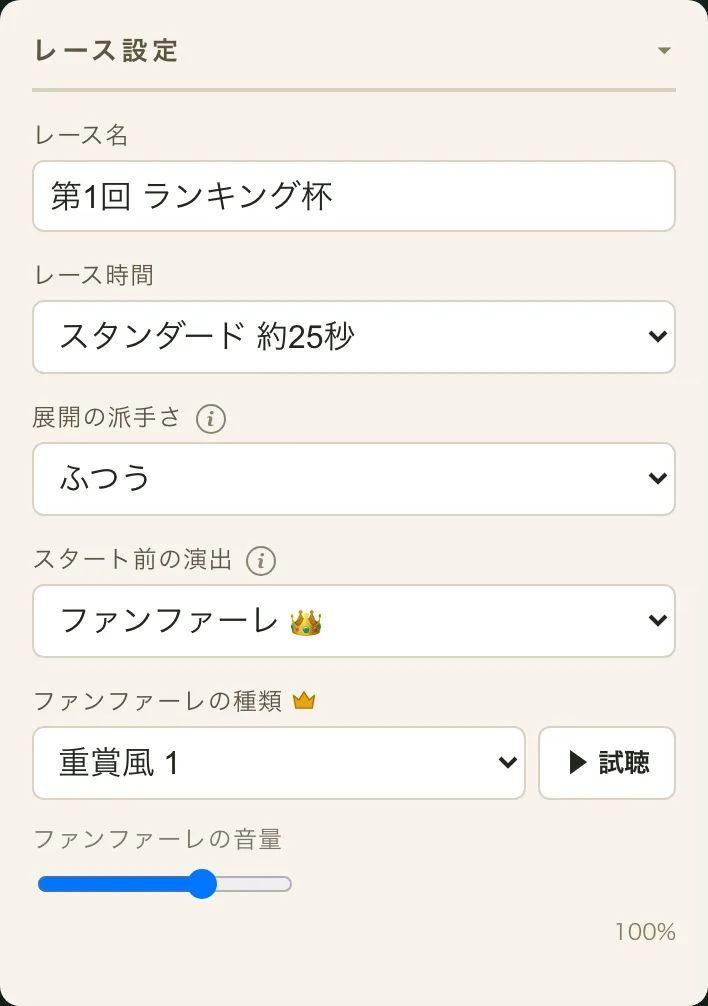 レース設定
レース名
第1回 ランキング杯
レース時間
スタンダード 約25秒
展開の派手さ
ふつう
スタート前の演出
ファンファーレ 👑
ファンファーレの種類
重賞風 1
▶ 試聴
ファンファーレの音量
100%